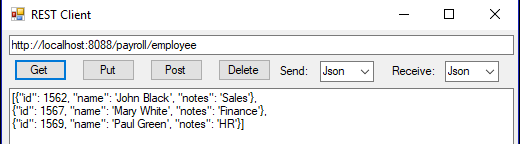 REST Client
http://localhost:8088/payroll/employee
Get Put Post Delete Send: Json Receive: Json
[{"id": 1562, "name": 'John Black', "notes": 'Sales'},
{"id": 1567, "name": 'Mary White', "notes": 'Finance'},
{"id": 1569, "name": 'Paul Green', "notes": 'HR'}]